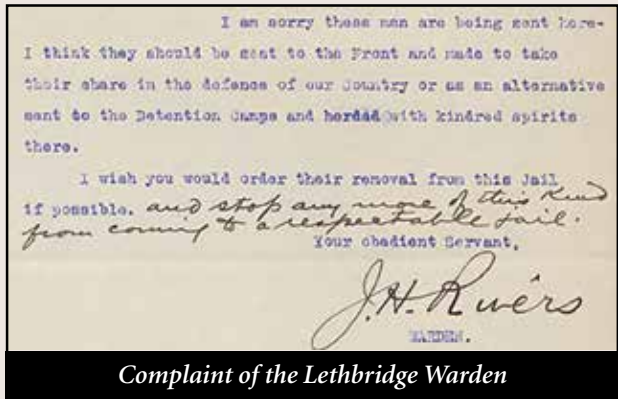 I am sorry these men are being sent here-
I think they should be sent to the Front and made to take
their share in the defence of our Country or as an alternative
sent to the Detention Camps and herded with kindred spirits
there.
I wish you would order their removal from this Jail
if possible. and stop any more of this Kind
from coming to a respectable Jail.
Your obedient Servant,
J.H. Rivers
WARDEN.
Complaint of the Lethbridge Warden